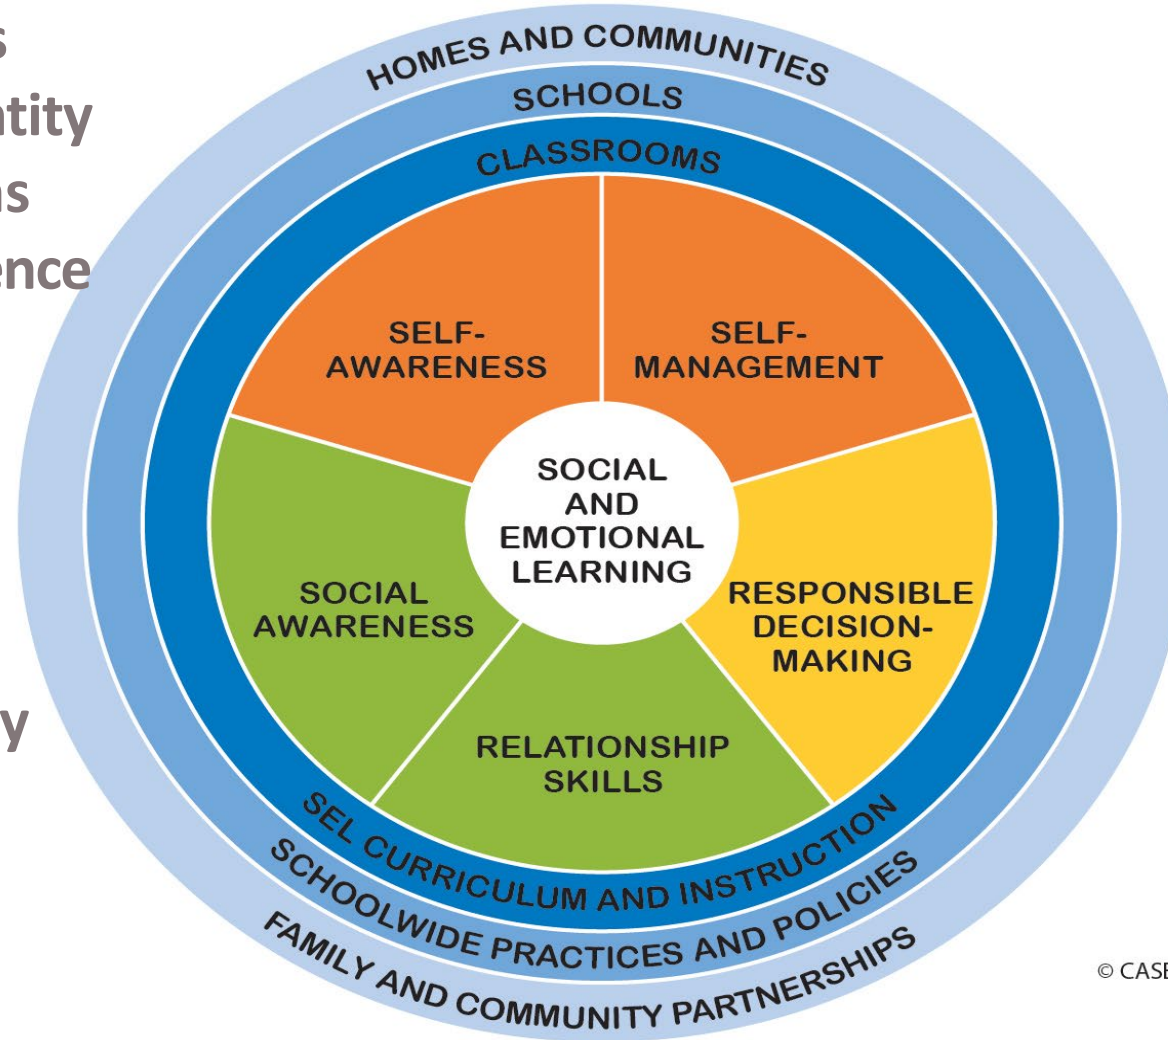 HOMES AND COMMUNITIES
SCHOOLS
CLASSROOMS
SELF-
AWARENESS
SELF-
MANAGEMENT
SOCIAL
AND
EMOTIONAL
LEARNING
SOCIAL
AWARENESS
RESPONSIBLE
DECISION-
MAKING
RELATIONSHIP
SKILLS
SEL CURRICULUM AND INSTRUCTION
SCHOOLWIDE PRACTICES AND POLICIES
FAMILY AND COMMUNITY PARTNERSHIPS
©